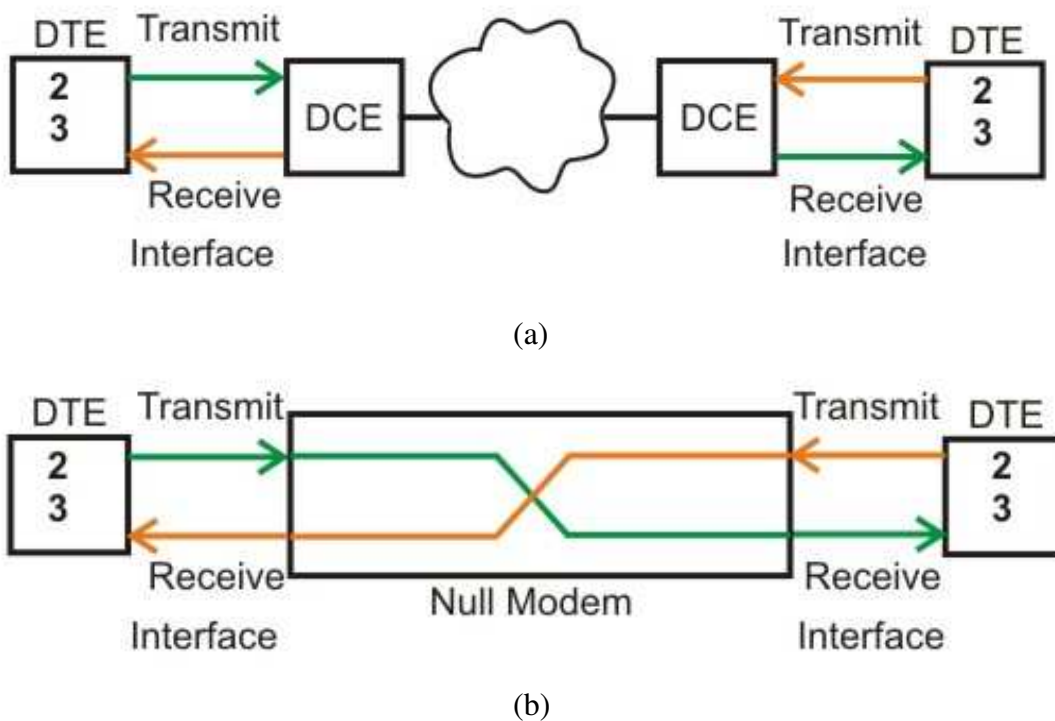 DTE Transmit Transmit DTE
2 2
3 DCE DCE 3
Receive Receive
Interface Interface
(a)
DTE Transmit Transmit DTE
2 2
3 3
Receive Receive
Null Modem
Interface Interface
(b)